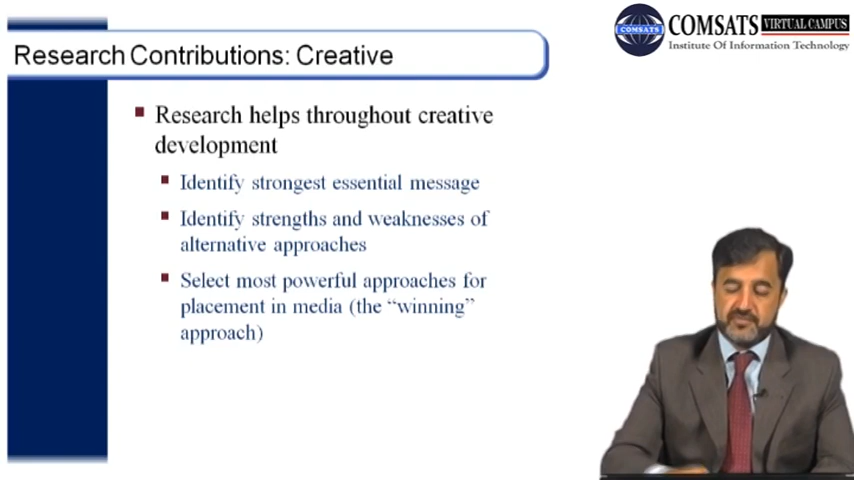 COMSATS VIRTUAL CAMPUS
COMSATS
Institute Of Information Technology
Research Contributions: Creative
Research helps throughout creative
development
Identify strongest essential message
Identify strengths and weaknesses of
alternative approaches
Select most powerful approaches for
placement in media (the “winning”
approach)